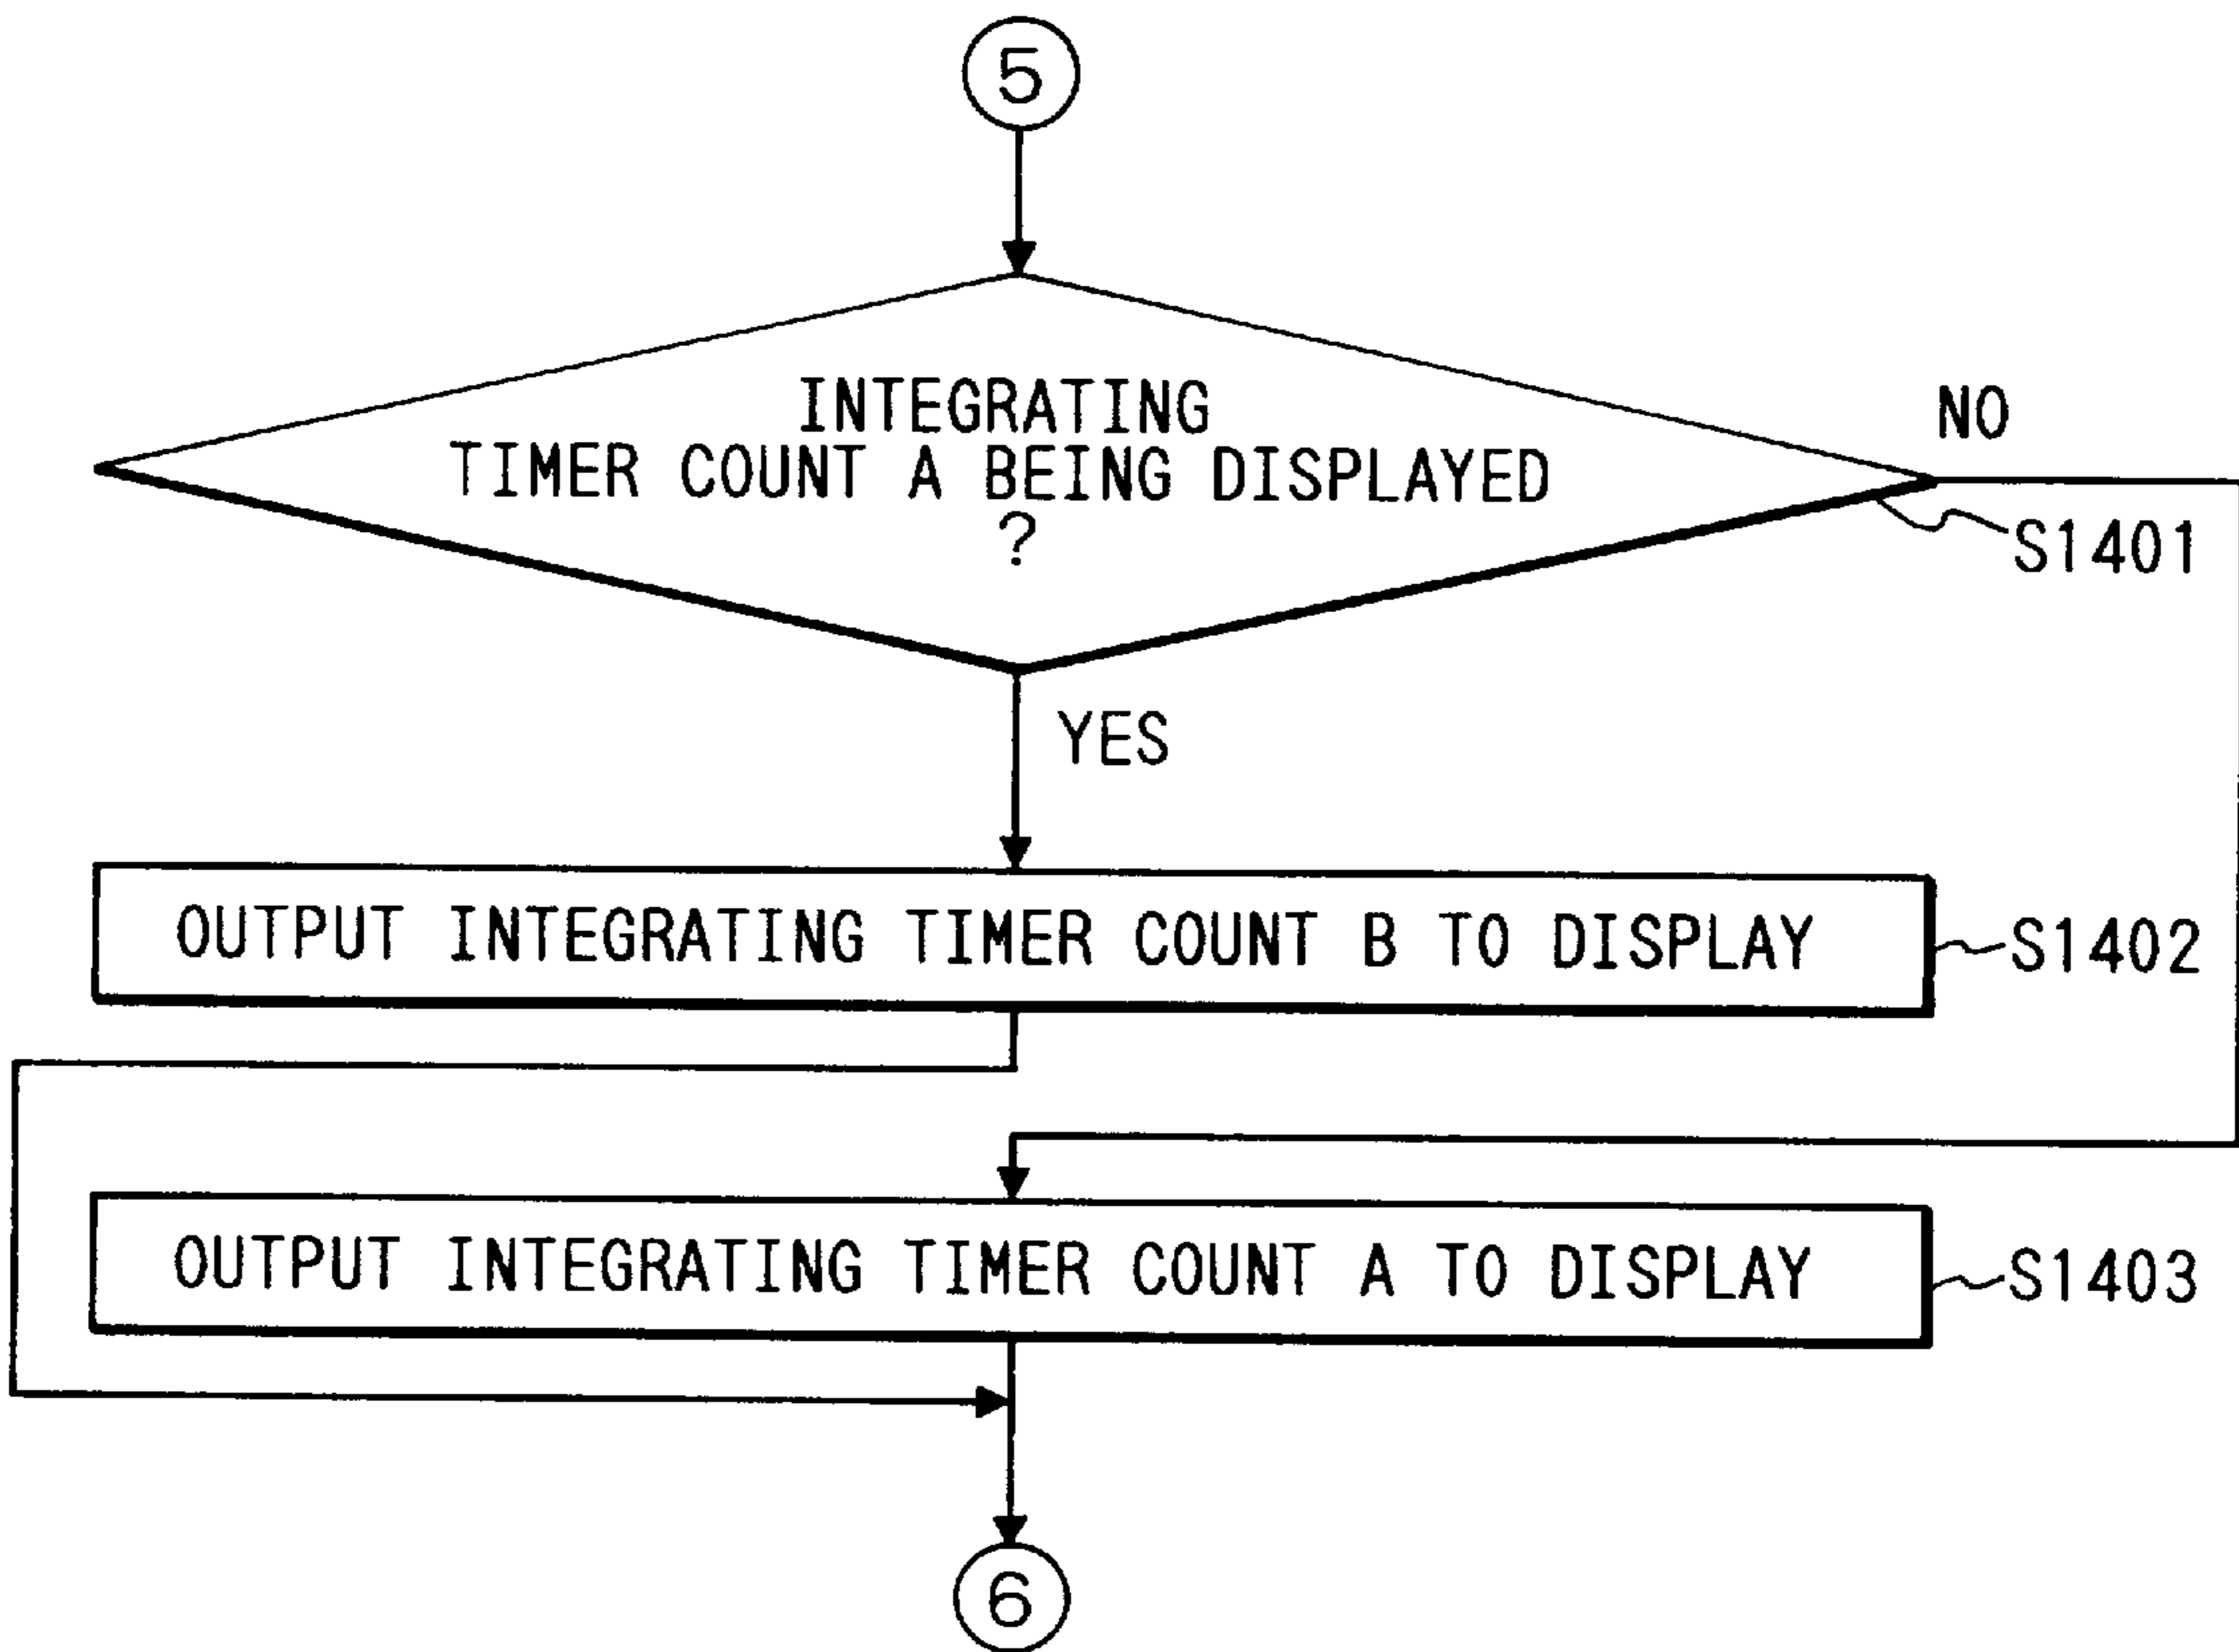 5
INTEGRATING
TIMER COUNT A BEING DISPLAYED
?
NO
S1401
YES
OUTPUT INTEGRATING TIMER COUNT B TO DISPLAY
S1402
OUTPUT INTEGRATING TIMER COUNT A TO DISPLAY
S1403
6